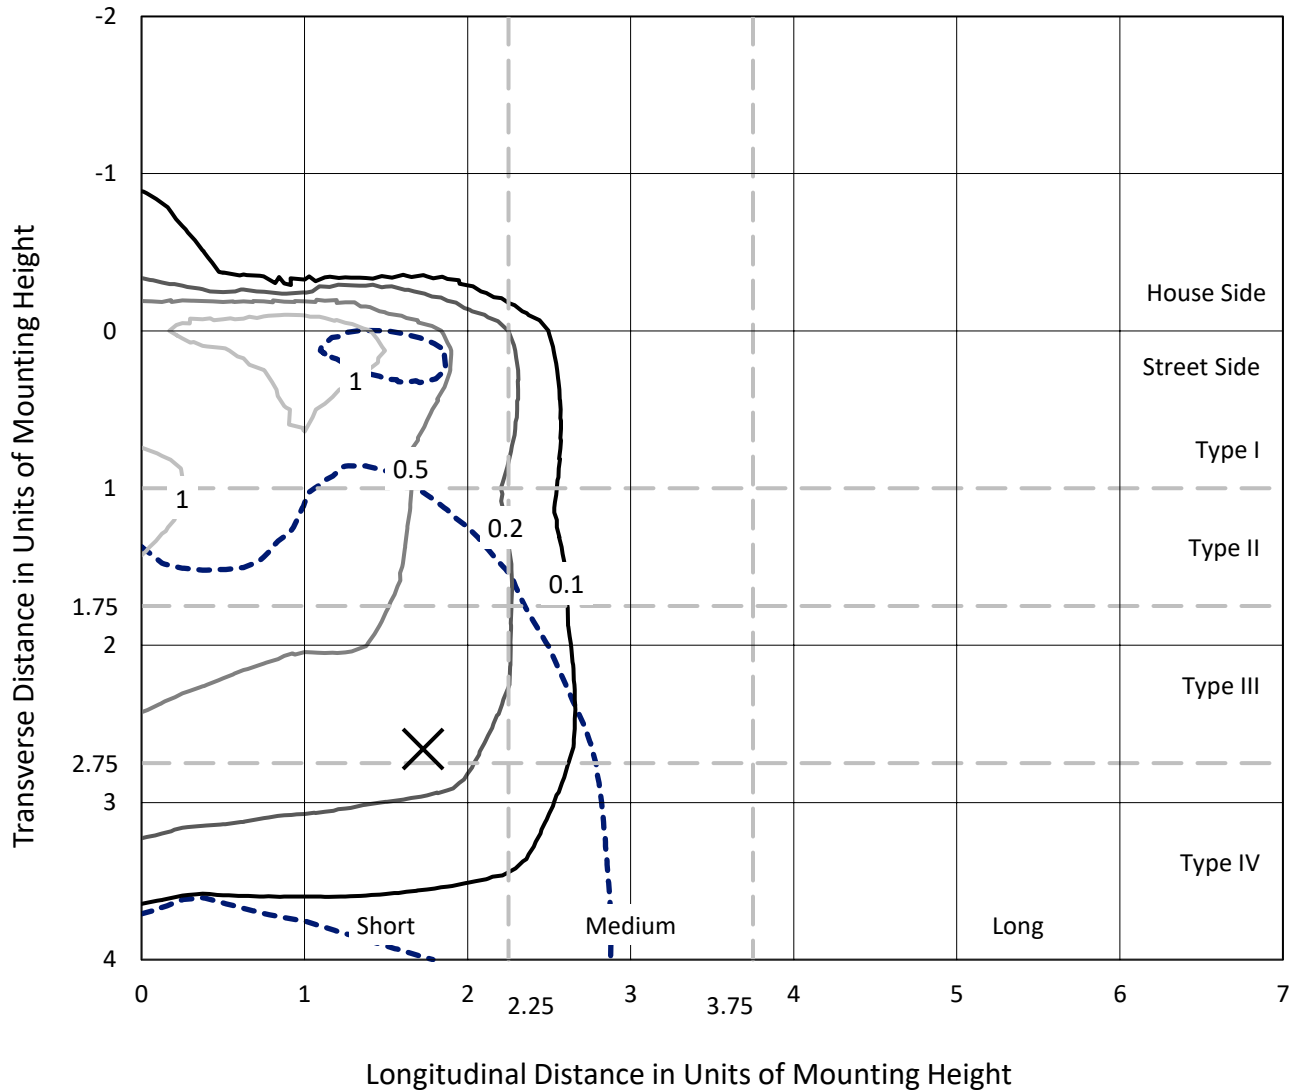 -2
-1
House Side
0
Street Side
1
Type I
0.5
1
1
0.2
Type II
0.1
1.75
2
Type III
2.75
3
Type IV
Short Medium Long
4
0 1 2 2.25 3 3.75 4 5 6 7
Longitudinal Distance in Units of Mounting Height
Transverse Distance in Units of Mounting Height